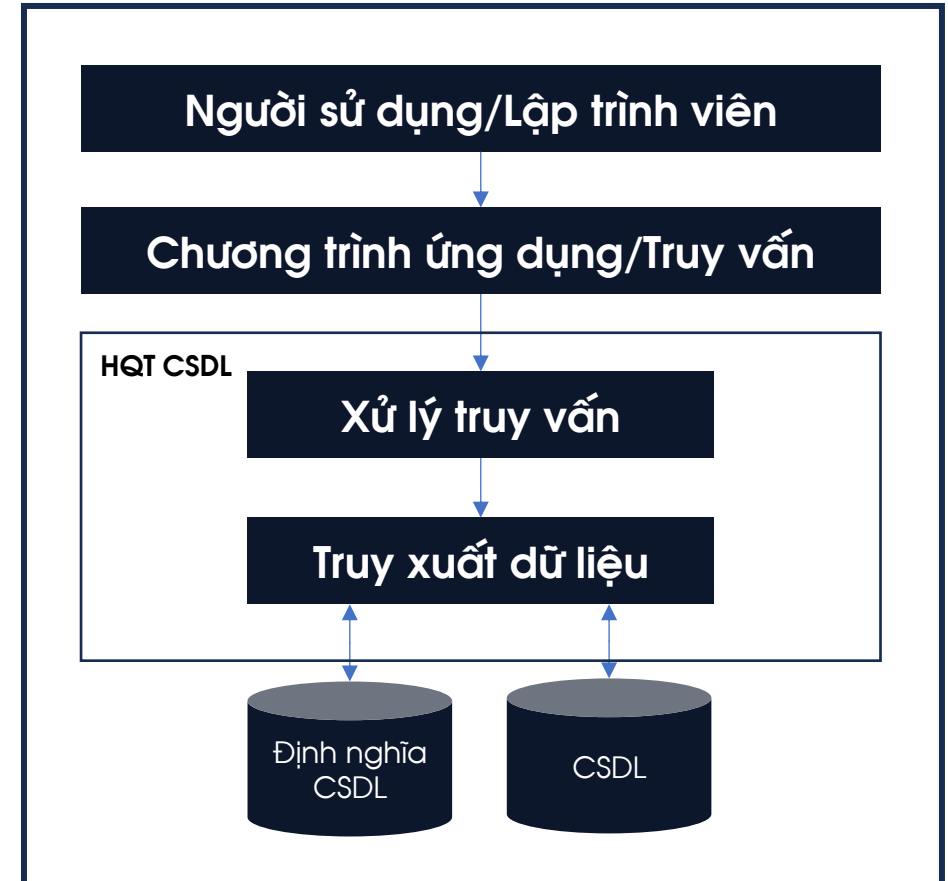 Người sử dụng/Lập trình viên
Chương trình ứng dụng/Truy vấn
HQT CSDL
Xử lý truy vấn
Truy xuất dữ liệu
Định nghĩa
CSDL
CSDL